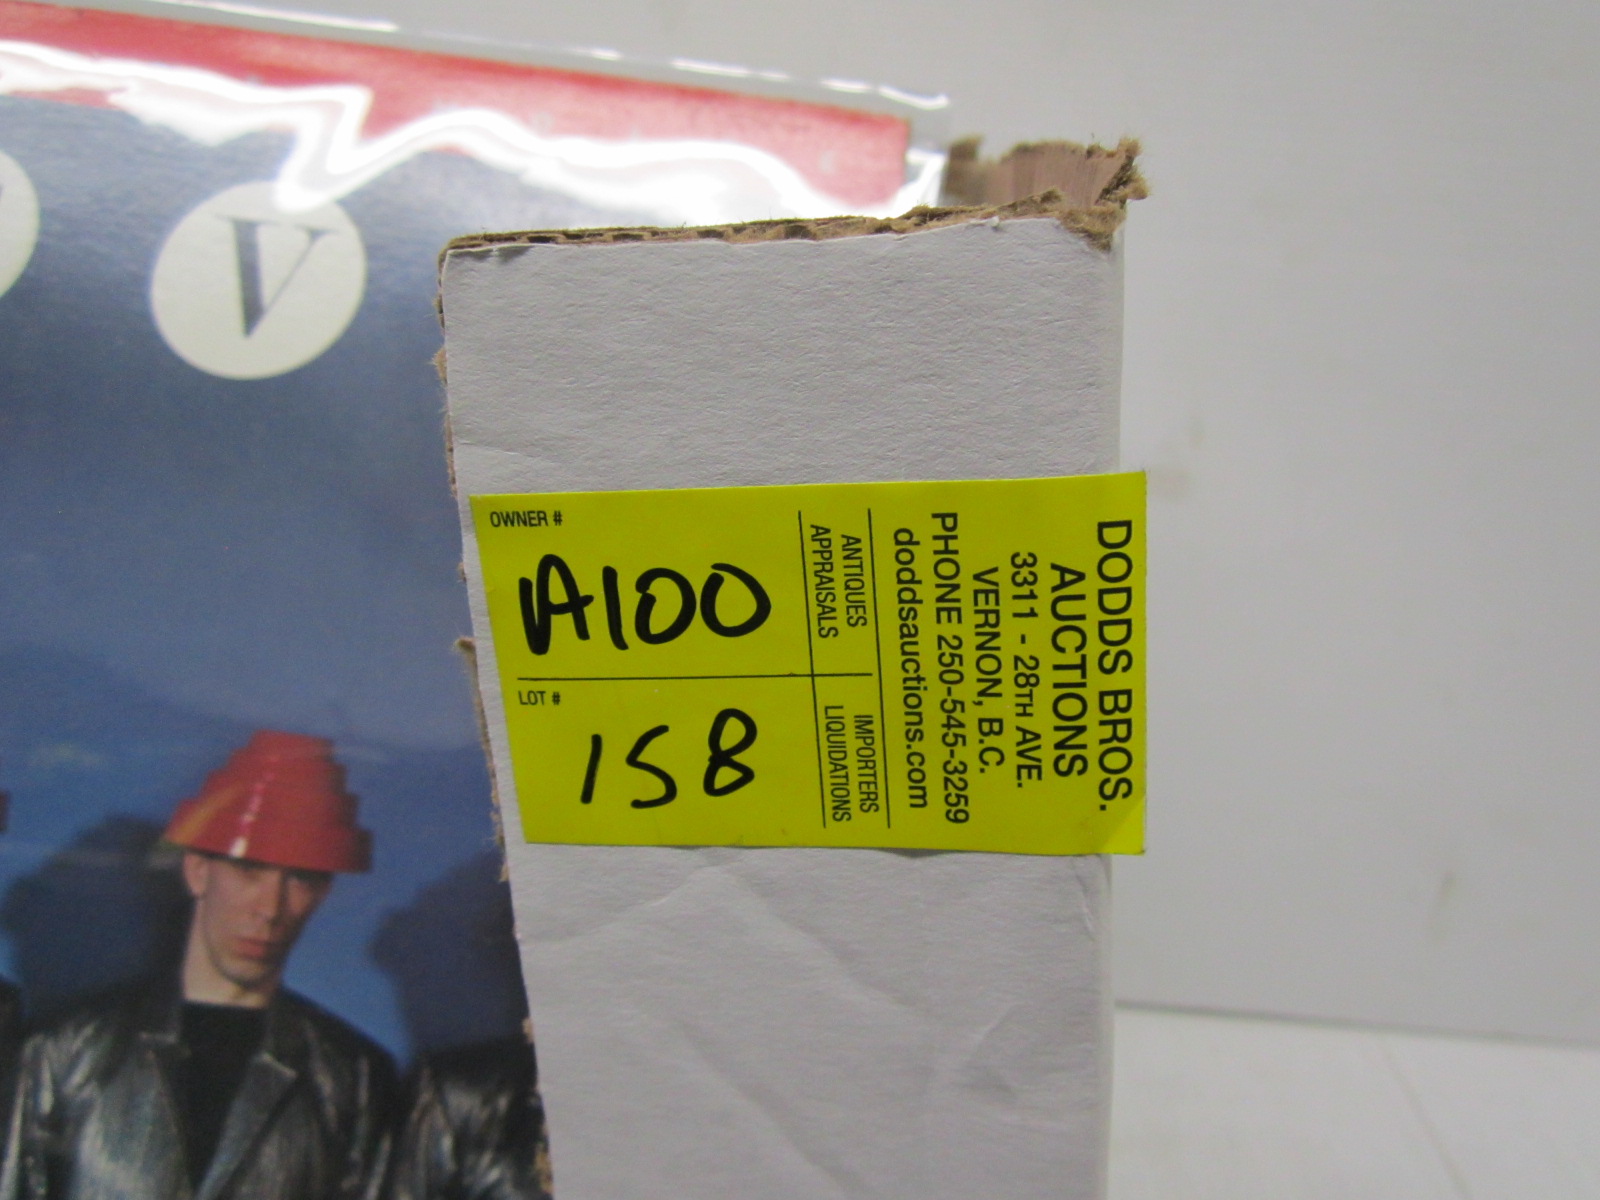 V
OWNER #
A100
LOT #
158
ANTIQUES
APPRAISALS
IMPORTERS
LIQUIDATIONS
DODDS BROS.
AUCTIONS
3311 - 28TH AVE.
VERNON, B.C.
PHONE 250-545-3259
doddsauctions.com